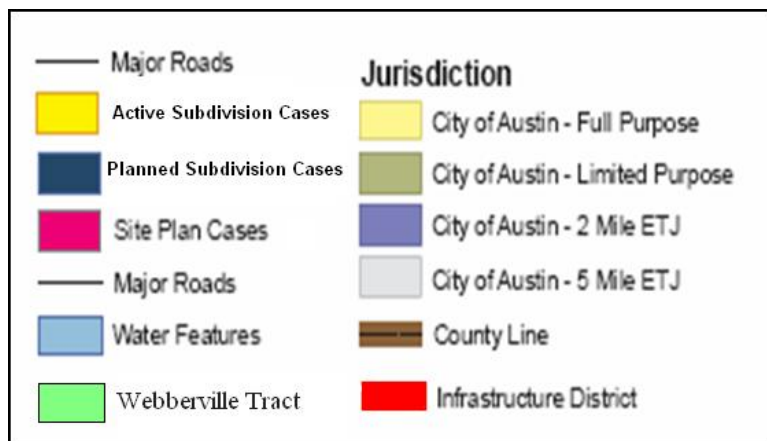 Major Roads
Active Subdivision Cases
Planned Subdivision Cases
Site Plan Cases
Major Roads
Water Features
Webberville Tract
Jurisdiction
City of Austin - Full Purpose
City of Austin - Limited Purpose
City of Austin - 2 Mile ETJ
City of Austin - 5 Mile ETJ
County Line
Infrastructure District